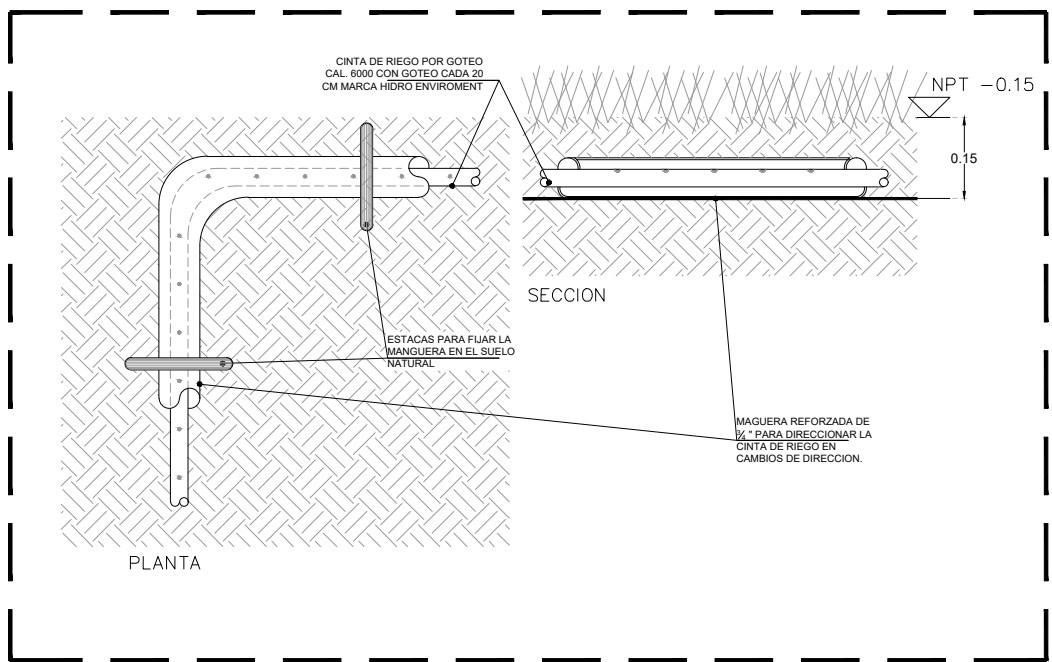 CINTA DE RIEGO POR GOTEO
CAL. 6000 CON GOTEO CADA 20
CM MARCA HIDRO ENVIROMENT
NPT -0.15
0.15
SECCION
ESTACAS PARA FIJAR LA
MANGUERA EN EL SUELO
NATURAL
MAGUERA REFORZADA DE
¾ " PARA DIRECCIONAR LA
CINTA DE RIEGO EN
CAMBIOS DE DIRECCION.
PLANTA